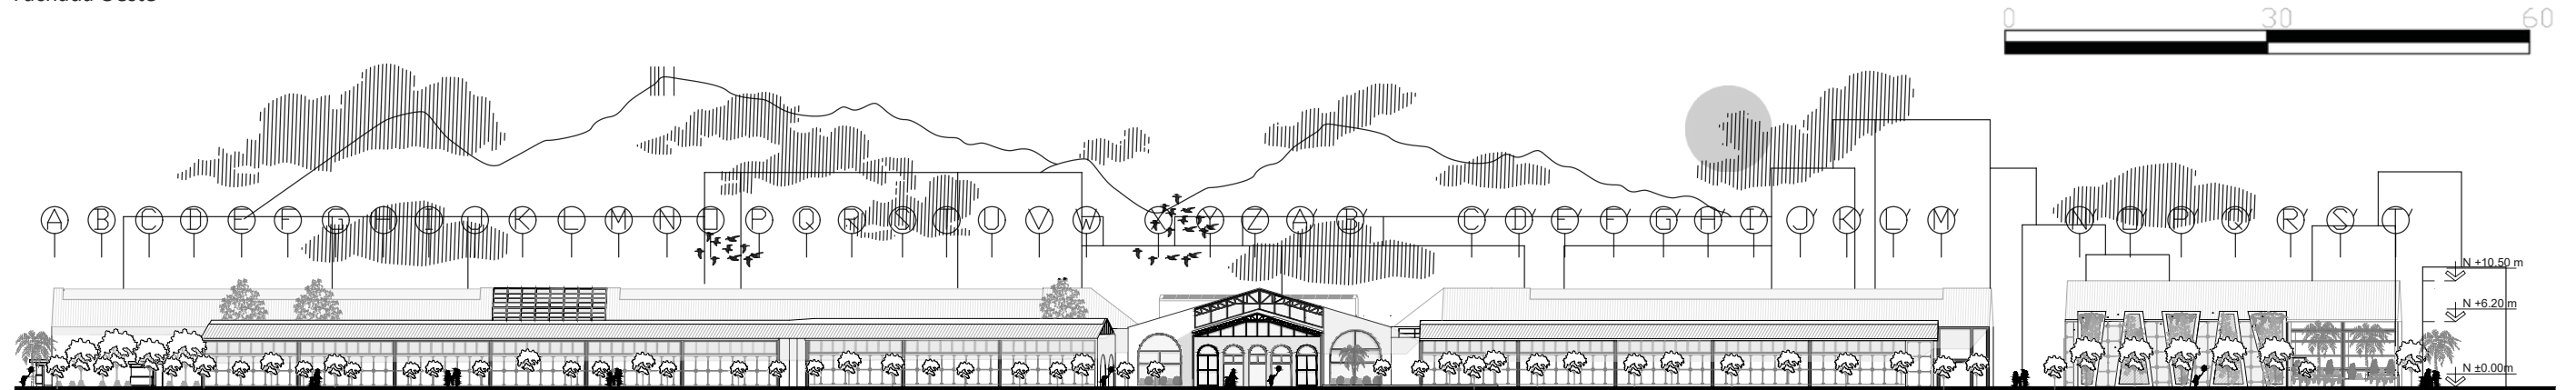 0 30 60
A B C D E F G H I J K L M N O P Q R S T U V W X Y Z A' B' C' D' E' F' G' H' I' J' K' L' M' N' O' P' Q' R' S' T'
N +10,50 m
N +6.20 m
N ±0.00m